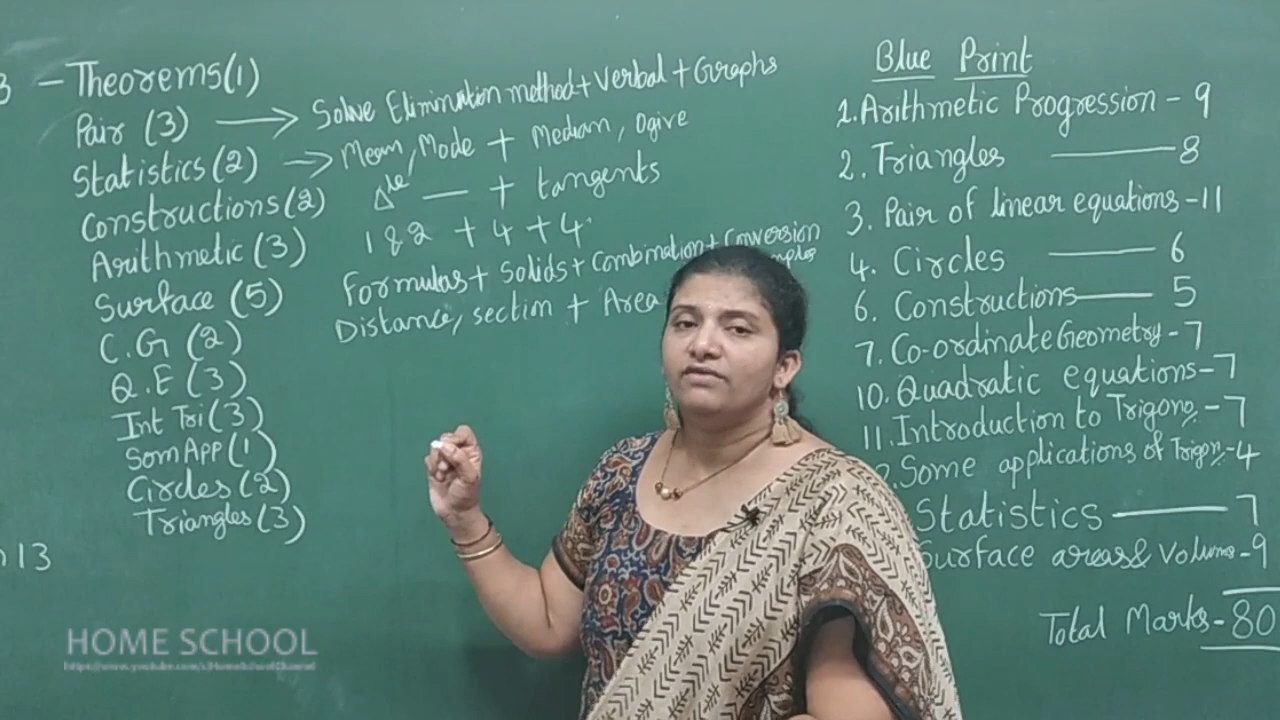 3 - Theorems(1)
Pair (3) → Solve Elimination method + Verbal + Graphs
Statistics (2) → Mean, Mode + Median, Ogive
Constructions (2) Δle — + tangents
Arithmetic (3) 1 & 2 + 4 + 4
Surface (5) Formulas + Solids + Combination + Conversion
C.G (2) Distance, section + Area
Q.E (3)
Int Tri (3)
Som App (1)
Circles (2)
Triangles (3)
13
Blue Print
1. Arithmetic Progression - 9
2. Triangles — 8
3. Pair of linear equations - 11
4. Circles — 6
6. Constructions — 5
7. Co-ordinate Geometry - 7
10. Quadratic equations - 7
11. Introduction to Trigono - 7
Some applications of Trigon - 4
Statistics — 7
Surface areas & Volumes - 9
Total Marks - 80
HOME SCHOOL